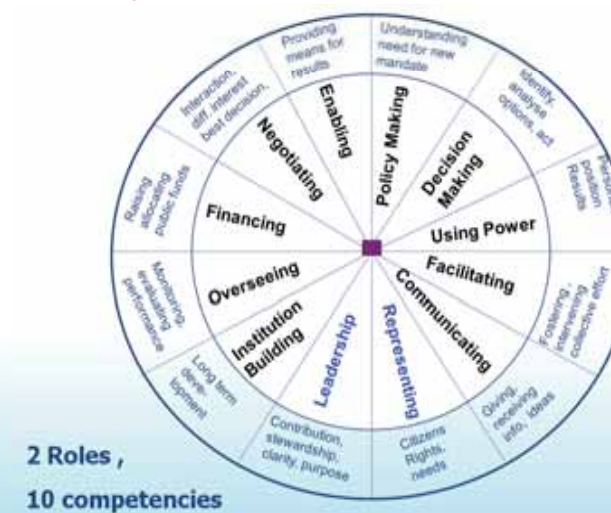 Providing
means for
results
Understanding
need for new
mandate
Identify,
analyse
options, act
position
Results
Fostering ,
intervening
collective effort
Giving,
receiving
info, ideas
Citizens
Rights,
needs
Contribution,
stewardship,
clarity, purpose
Long term
deve-
lopment
Monitoring,
evaluating
performance
Raising
allocating
public funds
Interaction,
diff. interest
best decision,
Enabling
Policy Making
Decision
Making
Using Power
Facilitating
Communicating
Representing
Leadership
Institution
Building
Overseeing
Financing
Negotiating
2 Roles ,
10 competencies